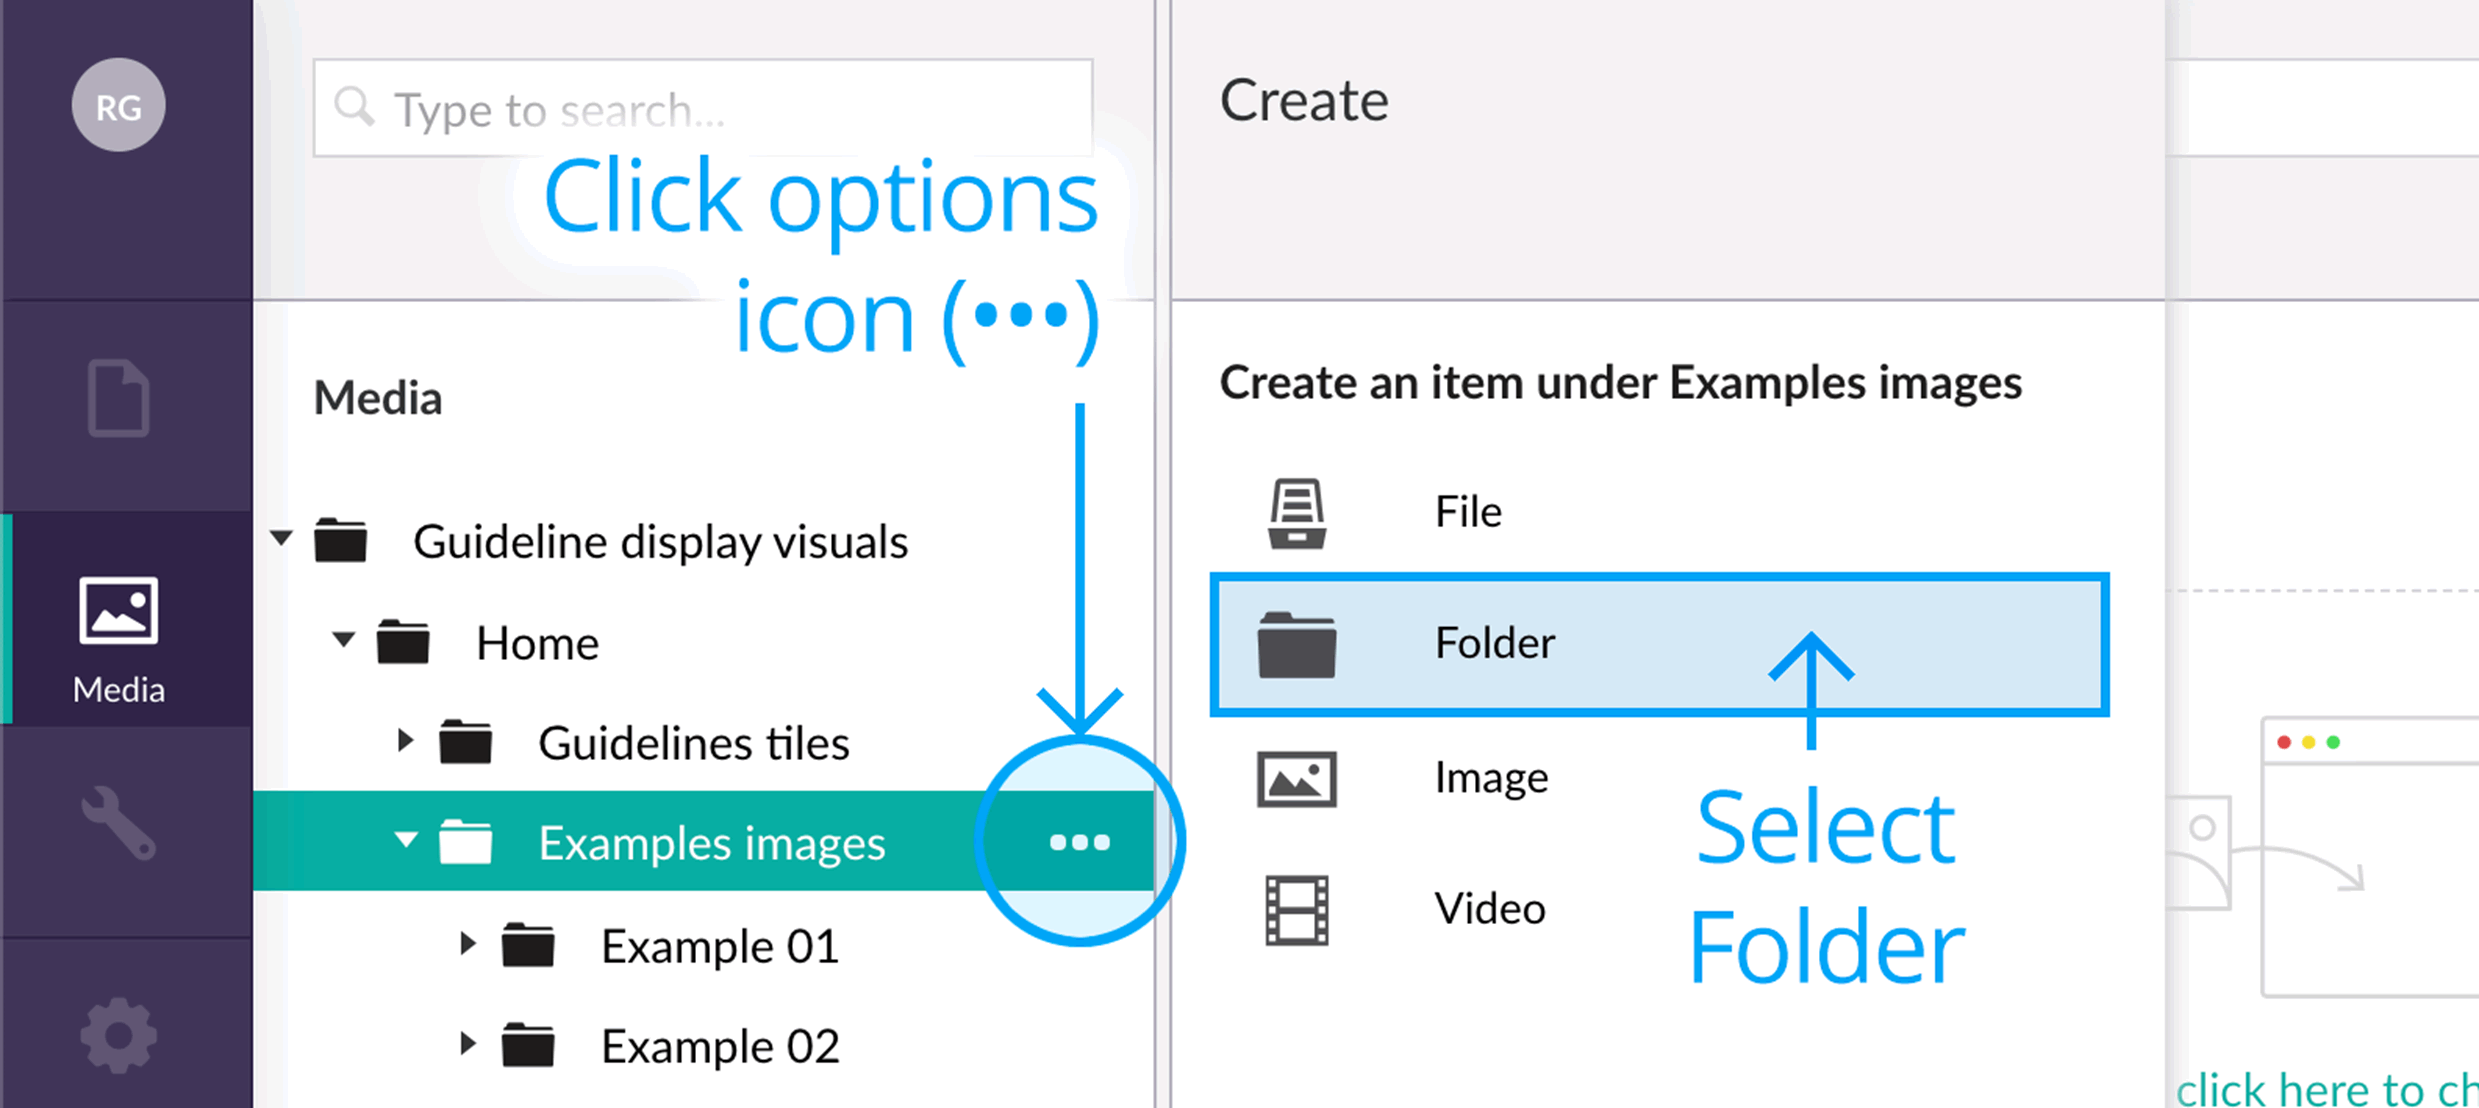 RG
Type to search...
Click options
icon (•••)
Media
Guideline display visuals
Home
Guidelines tiles
Examples images
Example 01
Example 02
Media
Create
Create an item under Examples images
File
Folder
Image
Video
Select
Folder
click here to